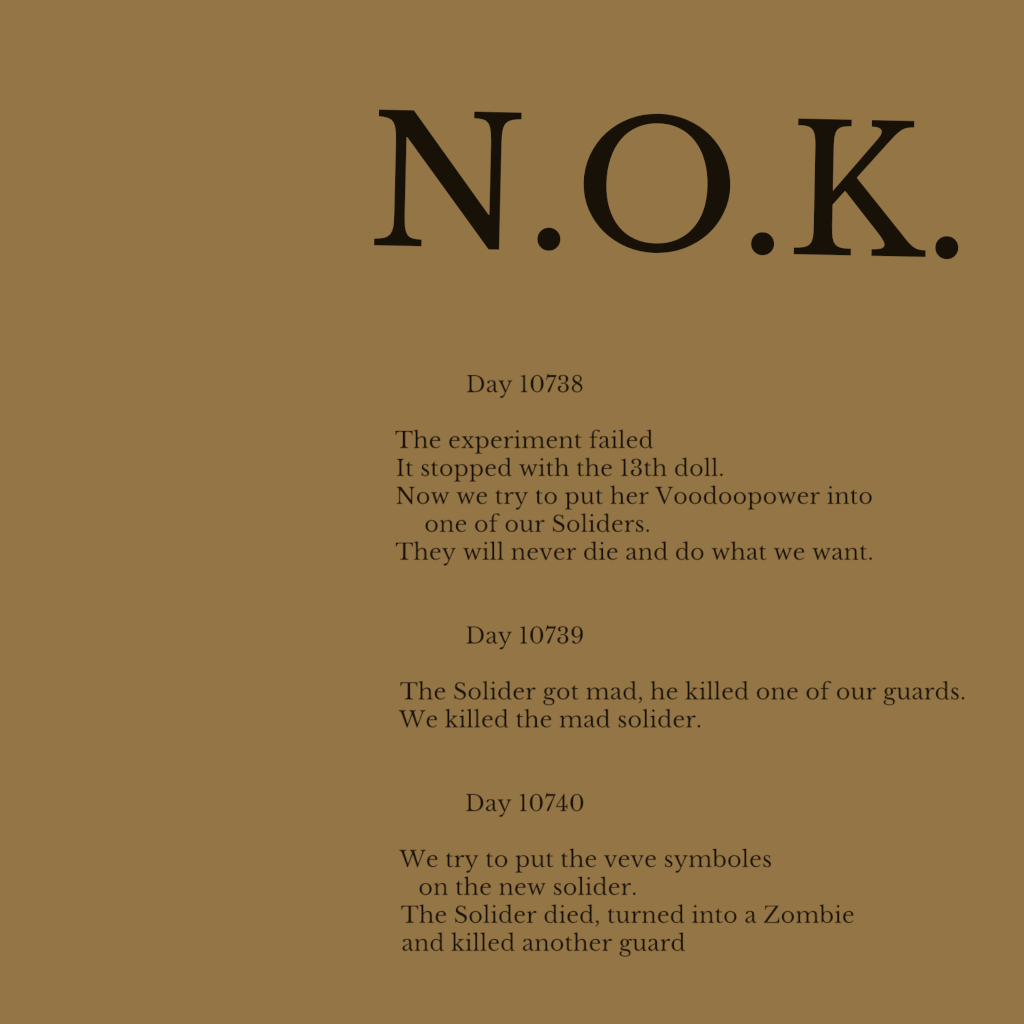 N.O.K.
Day 10738
The experiment failed
It stopped with the 13th doll.
Now we try to put her Voodoopower into
one of our Soliders.
They will never die and do what we want.
Day 10739
The Solider got mad, he killed one of our guards.
We killed the mad solider.
Day 10740
We try to put the veve symboles
on the new solider.
The Solider died, turned into a Zombie
and killed another guard